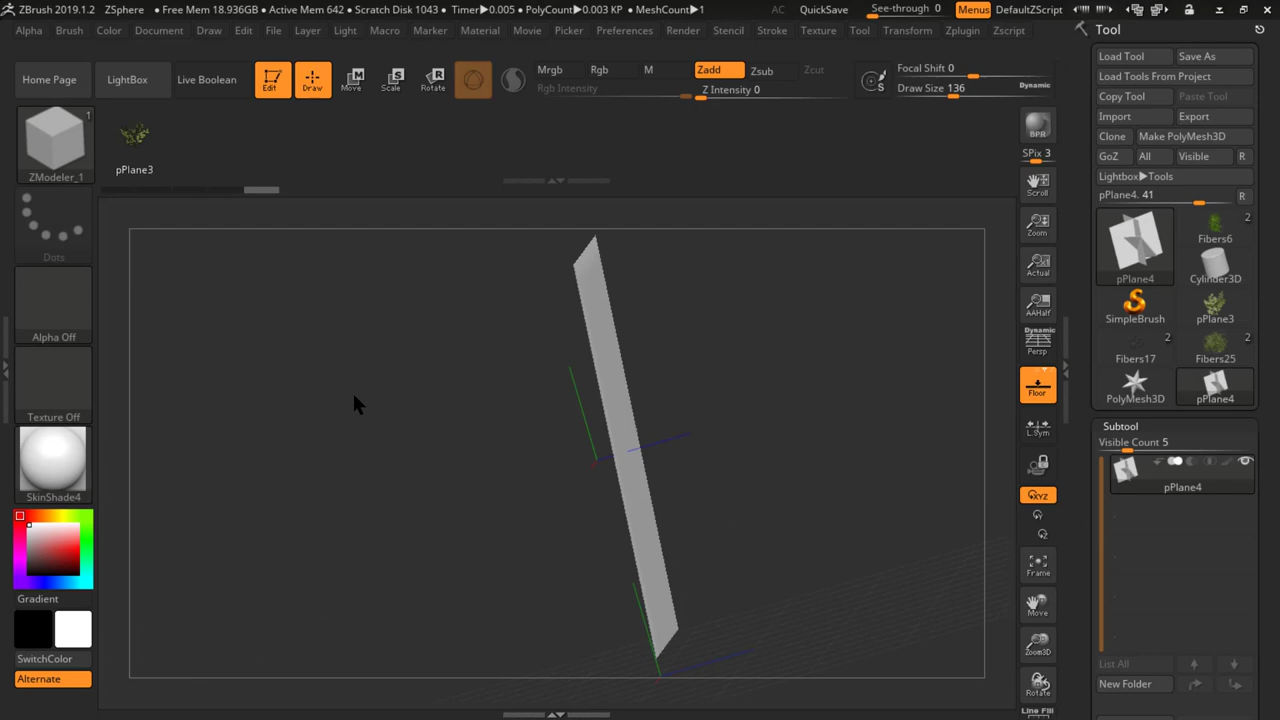 ZBrush 2019.1.2 ZSphere • Free Mem 18.936GB • Active Mem 642 • Scratch Disk 1043 • Timer▶0.005 • PolyCount▶0.003 KP • MeshCount▶1 AC QuickSave See-through 0 Menus DefaultZScript
Alpha Brush Color Document Draw Edit File Layer Light Macro Marker Material Movie Picker Preferences Render Stencil Stroke Texture Tool Transform Zplugin Zscript
Home Page LightBox Live Boolean Edit Draw Move Scale Rotate
Mrgb Rgb M Zadd Zsub Zcut
Rgb Intensity Z Intensity 0
Focal Shift 0
Draw Size 136 Dynamic
1
ZModeler_1
pPlane3
Dots
Alpha Off
Texture Off
SkinShade4
Gradient
SwitchColor
Alternate
BPR
SPix 3
Scroll
Zoom
Actual
AAHalf
Dynamic
Persp
Floor
L.Sym
XYZ
Y
Z
Frame
Move
Zoom3D
Rotate
Line Fill
Tool
Load Tool Save As
Load Tools From Project
Copy Tool Paste Tool
Import Export
Clone Make PolyMesh3D
GoZ All Visible R
Lightbox▶Tools
pPlane4. 41 R
pPlane4
2
Fibers6
Cylinder3D
SimpleBrush pPlane3
2 2
Fibers17 Fibers25
PolyMesh3D pPlane4
Subtool
Visible Count 5
pPlane4
List All
New Folder